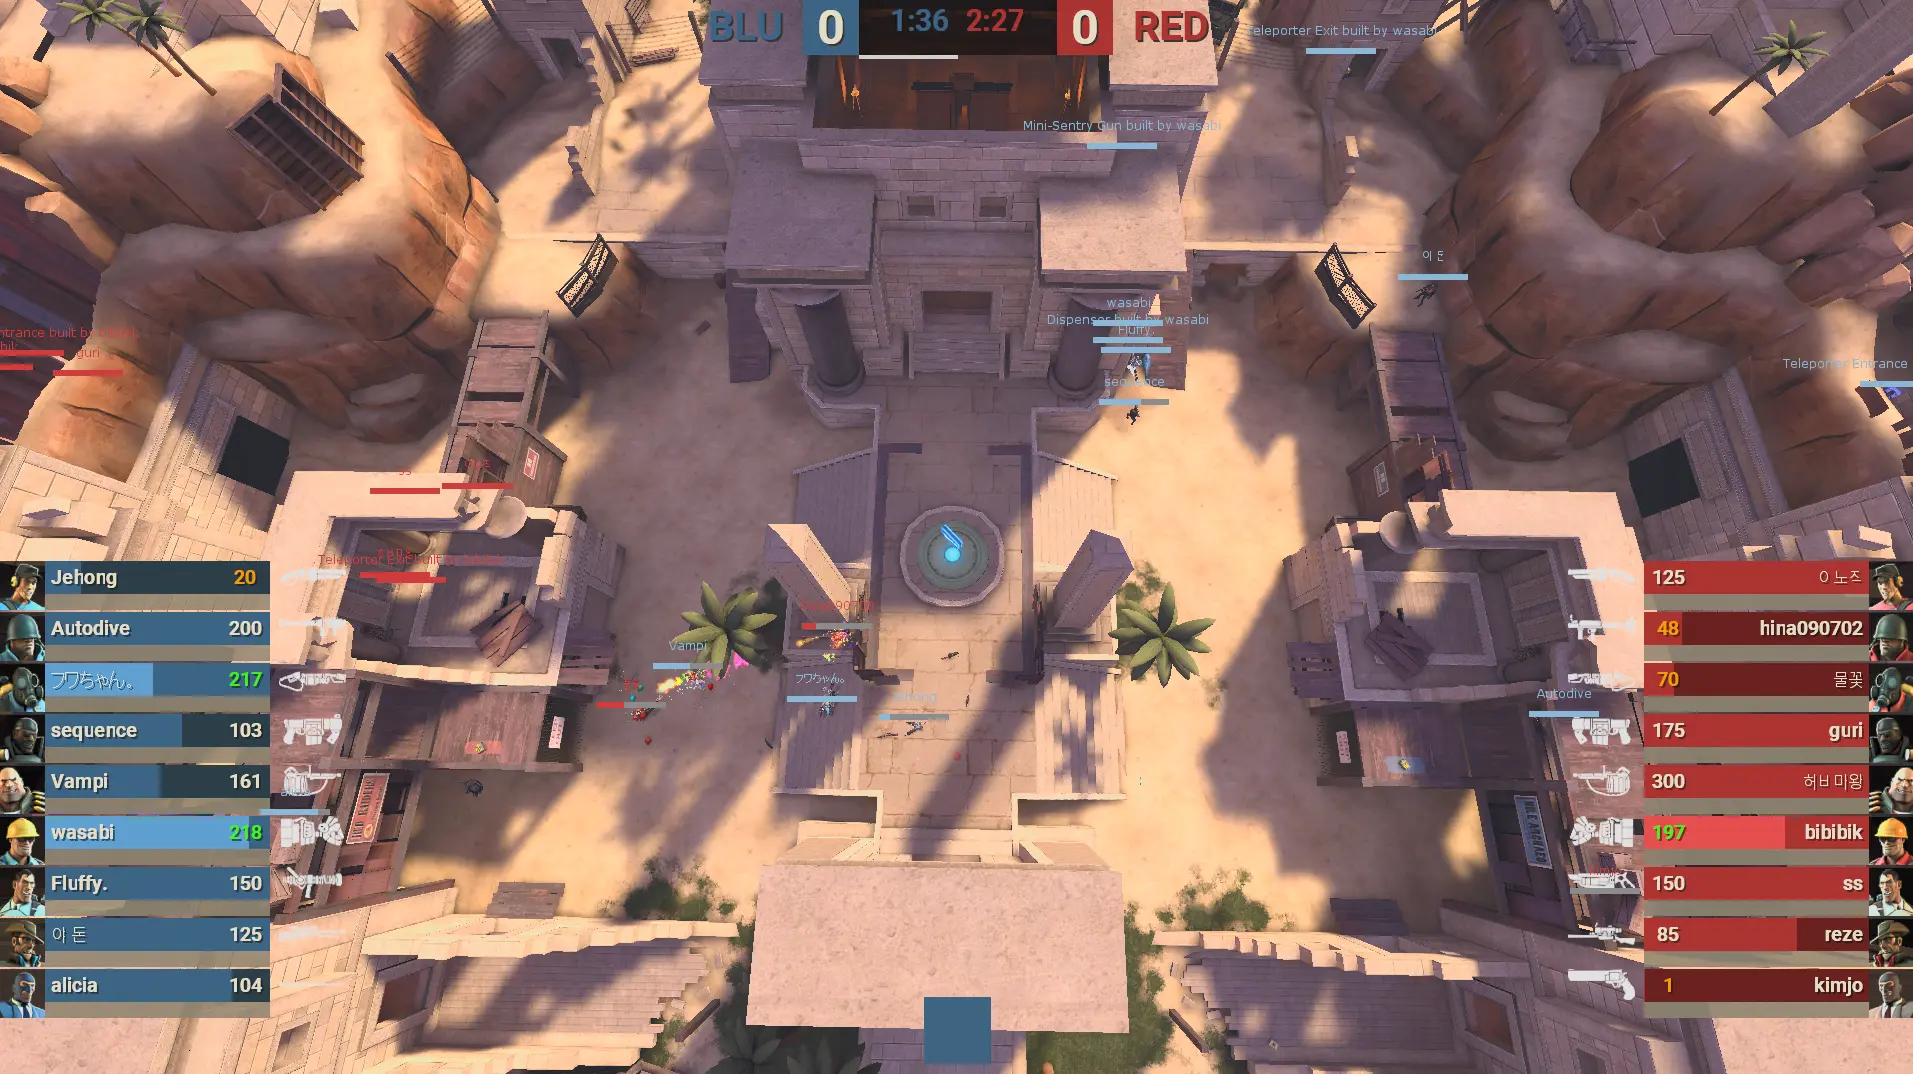 BLU 0 1:36 2:27 0 RED
Teleporter Exit built by wasabi
Mini-Sentry Gun built by wasabi
wasabi
Dispenser built by wasabi
Fluffy.
sequence
Teleporter Entrance
guri
ss
Vampi
フワちゃん。
Autodive
Jehong 20
Autodive 200
フワちゃん。 217
sequence 103
Vampi 161
wasabi 218
Fluffy. 150
아 돈 125
alicia 104
125 이 노즈
48 hina090702
70 물꽃
175 guri
300 허비마왕
197 bibibik
150 ss
85 reze
1 kimjo